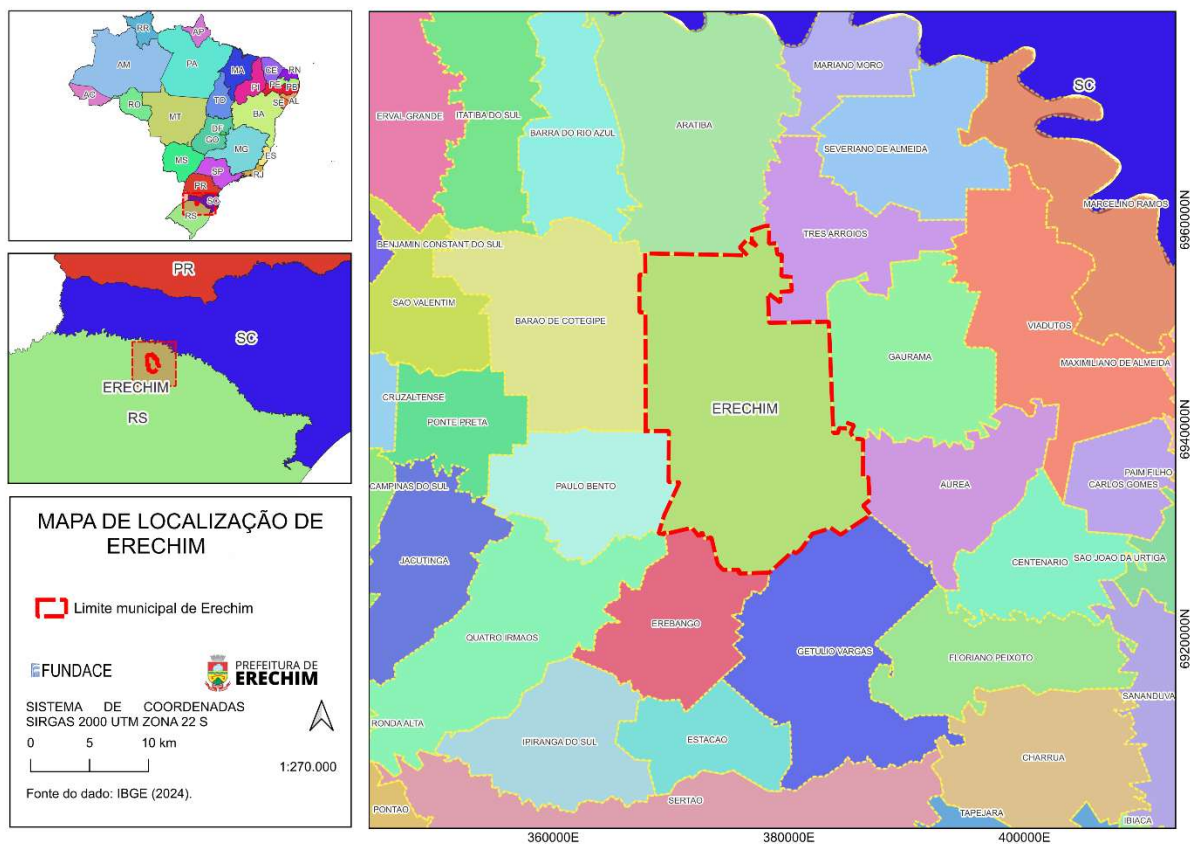 RR
AP
AM
PA
MA
CE
RN
PI
PE
PB
AC
TO
SE
AL
RO
MT
BA
DF
GO
MG
ES
MS
SP
RJ
PR
SC
RS
PR
SC
ERECHIM
RS
MAPA DE LOCALIZAÇÃO DE
ERECHIM
Limite municipal de Erechim
FUNDACE
PREFEITURA DE
ERECHIM
SISTEMA DE COORDENADAS
SIRGAS 2000 UTM ZONA 22 S
0 5 10 km
1:270.000
Fonte do dado: IBGE (2024).
MARIANO MORO
SC
ERVAL GRANDE
ITATIBA DO SUL
BARRA DO RIO AZUL
ARATIBA
SEVERIANO DE ALMEIDA
MARCELINO RAMOS
TRES ARROIOS
BENJAMIN CONSTANT DO SUL
SAO VALENTIM
BARAO DE COTEGIPE
VIADUTOS
GAURAMA
MAXIMILIANO DE ALMEIDA
CRUZALTENSE
ERECHIM
PONTE PRETA
PAIM FILHO
CAMPINAS DO SUL
PAULO BENTO
AUREA
CARLOS GOMES
JACUTINGA
CENTENARIO
SAO JOAO DA URTIGA
EREBANGO
QUATRO IRMAOS
GETULIO VARGAS
FLORIANO PEIXOTO
SANANDUVA
RONDA ALTA
IPIRANGA DO SUL
ESTACAO
CHARRUA
SERTAO
PONTAO
TAPEJARA
IBIACA
6960000N
6940000N
6920000N
360000E
380000E
400000E